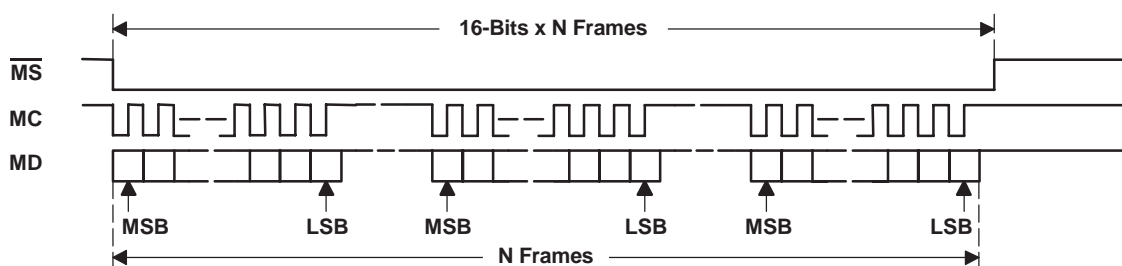 16-Bits x N Frames
MS
MC
MD
MSB LSB MSB LSB MSB LSB
N Frames